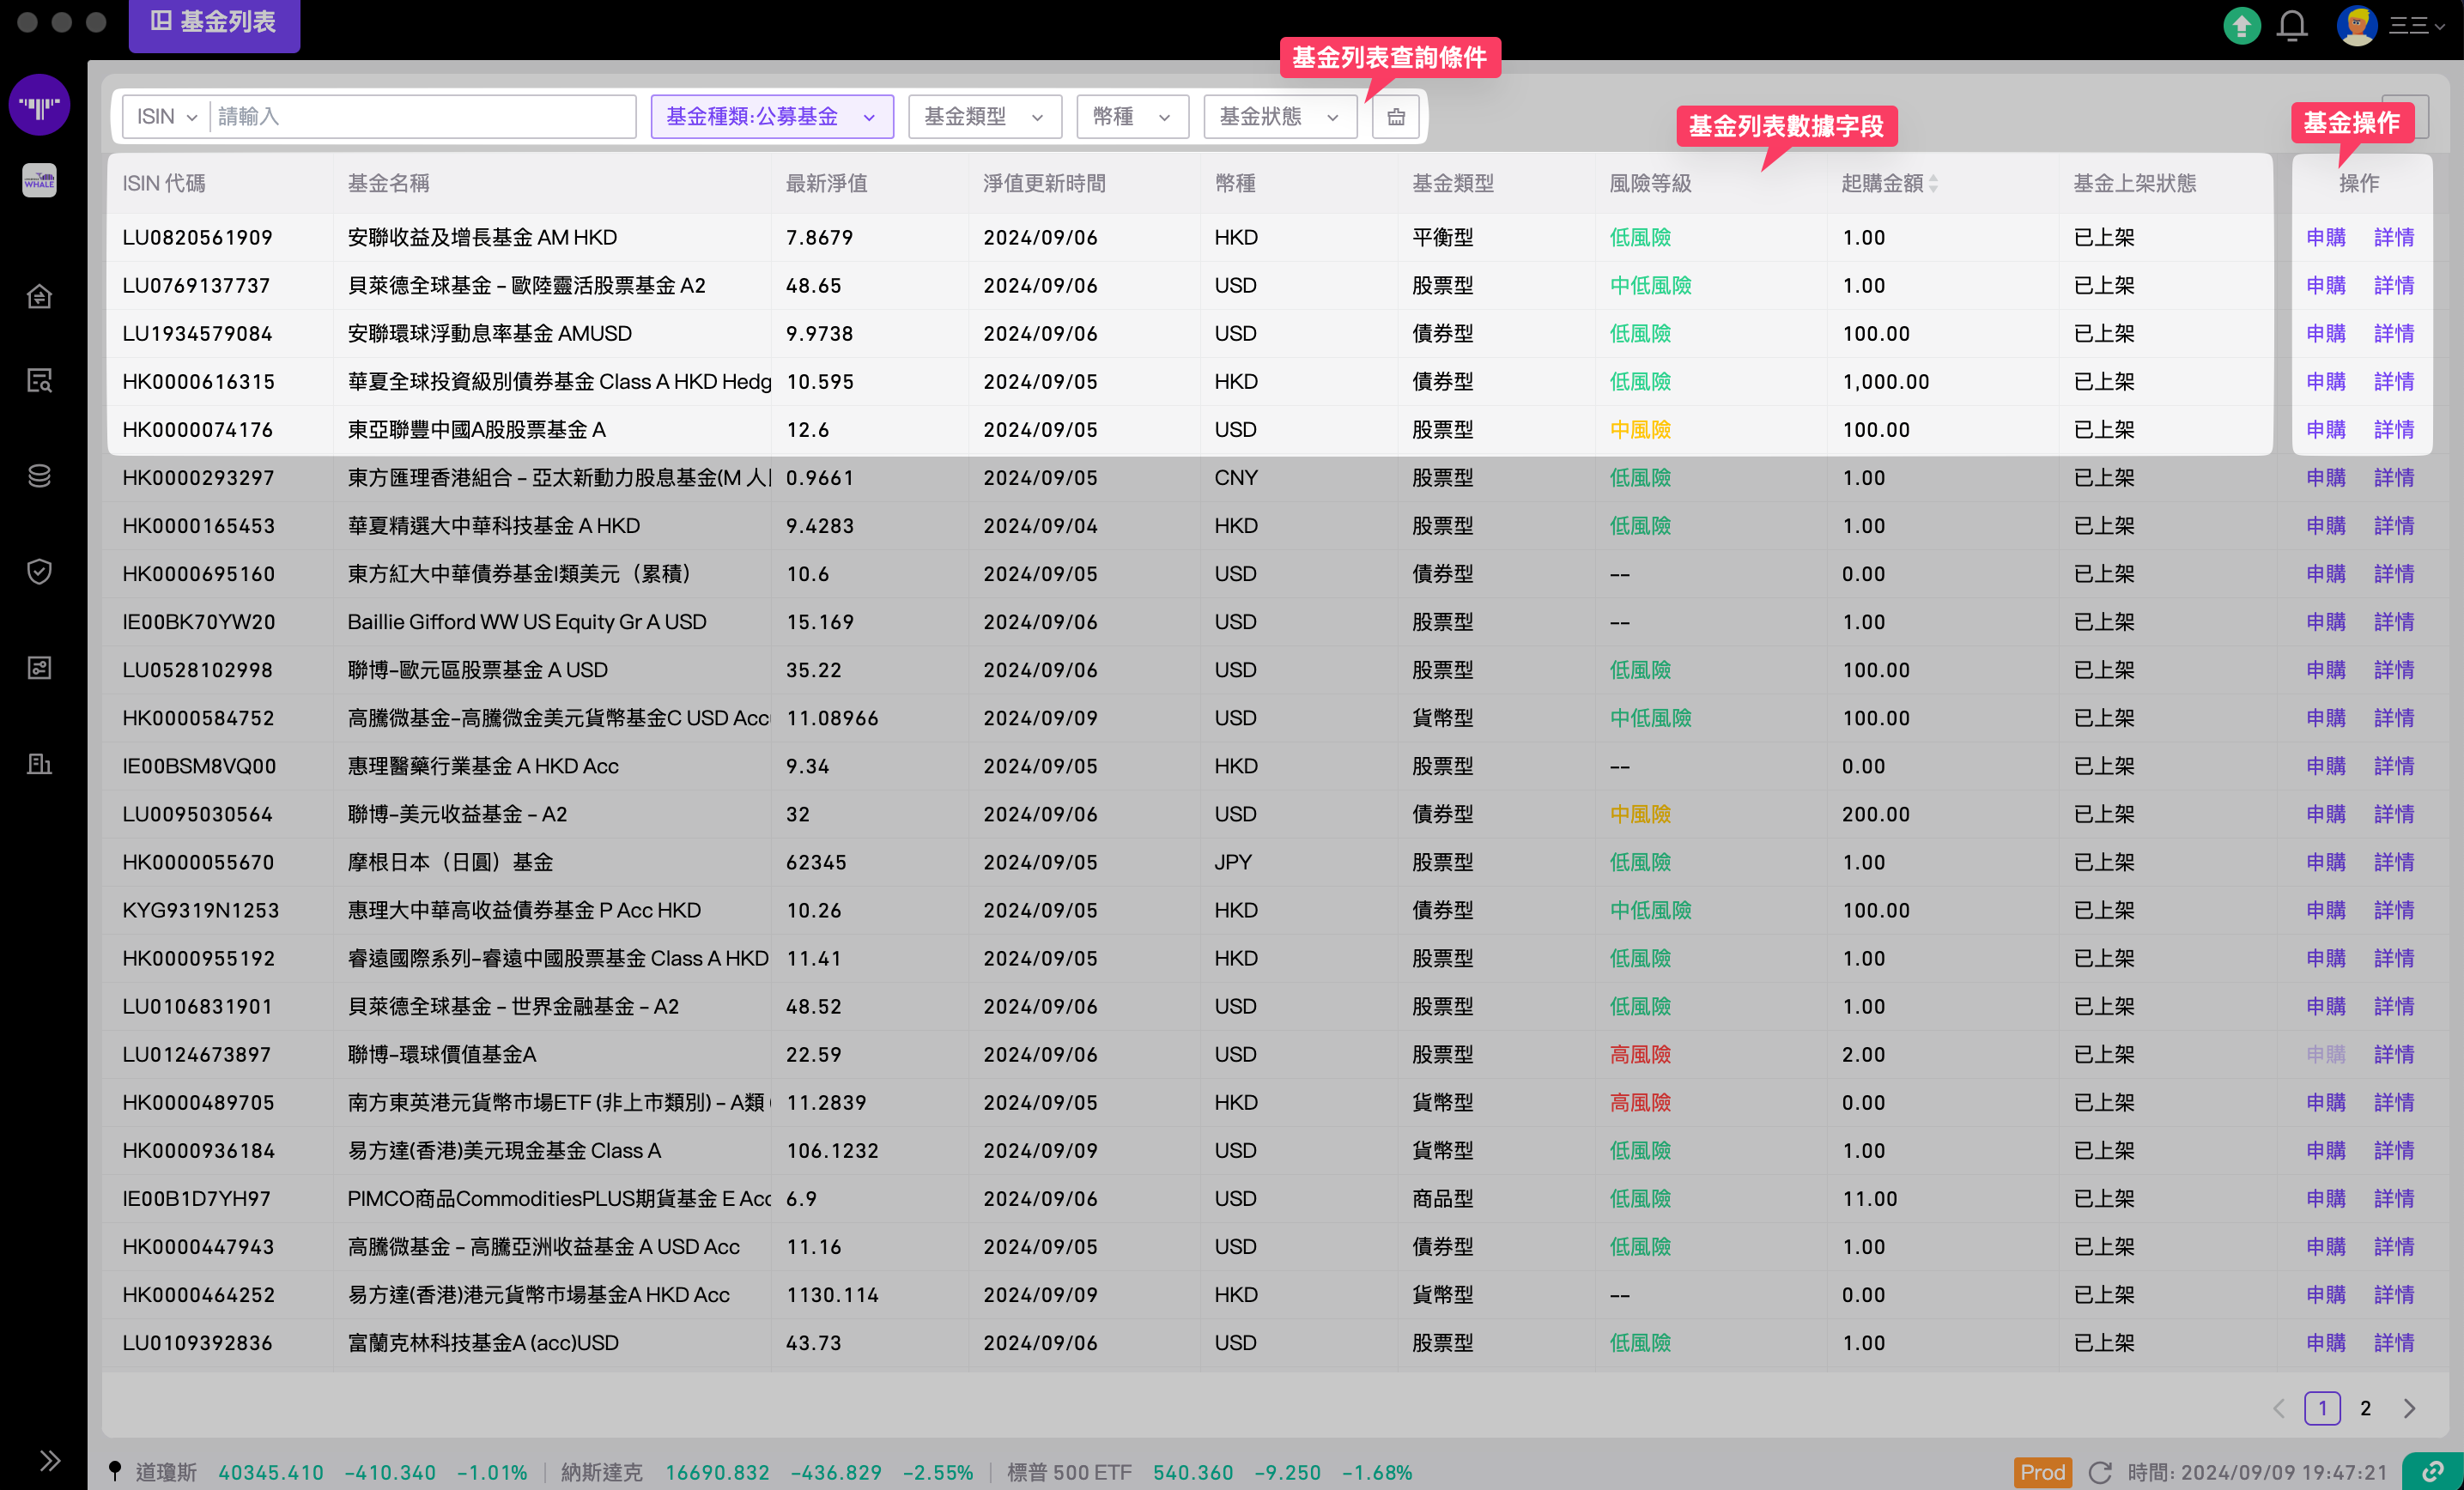 基金列表
三三
基金列表查詢條件
ISIN 請輸入 基金種類:公募基金 基金類型 幣種 基金狀態
基金列表數據字段
基金操作
WHALE
ISIN 代碼 基金名稱 最新淨值 淨值更新時間 幣種 基金類型 風險等級 起購金額 基金上架狀態 操作
LU0820561909 安聯收益及增長基金 AM HKD 7.8679 2024/09/06 HKD 平衡型 低風險 1.00 已上架 申購 詳情
LU0769137737 貝萊德全球基金 – 歐陸靈活股票基金 A2 48.65 2024/09/06 USD 股票型 中低風險 1.00 已上架 申購 詳情
LU1934579084 安聯環球浮動息率基金 AMUSD 9.9738 2024/09/06 USD 債券型 低風險 100.00 已上架 申購 詳情
HK0000616315 華夏全球投資級別債券基金 Class A HKD Hedg 10.595 2024/09/05 HKD 債券型 低風險 1,000.00 已上架 申購 詳情
HK0000074176 東亞聯豐中國A股股票基金 A 12.6 2024/09/05 USD 股票型 中風險 100.00 已上架 申購 詳情
HK0000293297 東方匯理香港組合 – 亞太新動力股息基金(M 人 0.9661 2024/09/05 CNY 股票型 低風險 1.00 已上架 申購 詳情
HK0000165453 華夏精選大中華科技基金 A HKD 9.4283 2024/09/04 HKD 股票型 低風險 1.00 已上架 申購 詳情
HK0000695160 東方紅大中華債券基金I類美元（累積） 10.6 2024/09/05 USD 債券型 -- 0.00 已上架 申購 詳情
IE00BK70YW20 Baillie Gifford WW US Equity Gr A USD 15.169 2024/09/06 USD 股票型 -- 1.00 已上架 申購 詳情
LU0528102998 聯博-歐元區股票基金 A USD 35.22 2024/09/06 USD 股票型 低風險 100.00 已上架 申購 詳情
HK0000584752 高騰微基金-高騰微金美元貨幣基金C USD Acc 11.08966 2024/09/09 USD 貨幣型 中低風險 100.00 已上架 申購 詳情
IE00BSM8VQ00 惠理醫藥行業基金 A HKD Acc 9.34 2024/09/05 HKD 股票型 -- 0.00 已上架 申購 詳情
LU0095030564 聯博-美元收益基金 – A2 32 2024/09/06 USD 債券型 中風險 200.00 已上架 申購 詳情
HK0000055670 摩根日本（日圓）基金 62345 2024/09/05 JPY 股票型 低風險 1.00 已上架 申購 詳情
KYG9319N1253 惠理大中華高收益債券基金 P Acc HKD 10.26 2024/09/05 HKD 債券型 中低風險 100.00 已上架 申購 詳情
HK0000955192 睿遠國際系列-睿遠中國股票基金 Class A HKD 11.41 2024/09/05 HKD 股票型 低風險 1.00 已上架 申購 詳情
LU0106831901 貝萊德全球基金 – 世界金融基金 – A2 48.52 2024/09/06 USD 股票型 低風險 1.00 已上架 申購 詳情
LU0124673897 聯博-環球價值基金A 22.59 2024/09/06 USD 股票型 高風險 2.00 已上架 申購 詳情
HK0000489705 南方東英港元貨幣市場ETF (非上市類別) – A類 11.2839 2024/09/05 HKD 貨幣型 高風險 0.00 已上架 申購 詳情
HK0000936184 易方達(香港)美元現金基金 Class A 106.1232 2024/09/09 USD 貨幣型 低風險 1.00 已上架 申購 詳情
IE00B1D7YH97 PIMCO商品CommoditiesPLUS期貨基金 E Acc 6.9 2024/09/06 USD 商品型 低風險 11.00 已上架 申購 詳情
HK0000447943 高騰微基金 – 高騰亞洲收益基金 A USD Acc 11.16 2024/09/05 USD 債券型 低風險 1.00 已上架 申購 詳情
HK0000464252 易方達(香港)港元貨幣市場基金A HKD Acc 1130.114 2024/09/09 HKD 貨幣型 -- 0.00 已上架 申購 詳情
LU0109392836 富蘭克林科技基金A (acc)USD 43.73 2024/09/06 USD 股票型 低風險 1.00 已上架 申購 詳情
1 2
道瓊斯 40345.410 -410.340 -1.01% 納斯達克 16690.832 -436.829 -2.55% 標普 500 ETF 540.360 -9.250 -1.68% Prod 時間: 2024/09/09 19:47:21